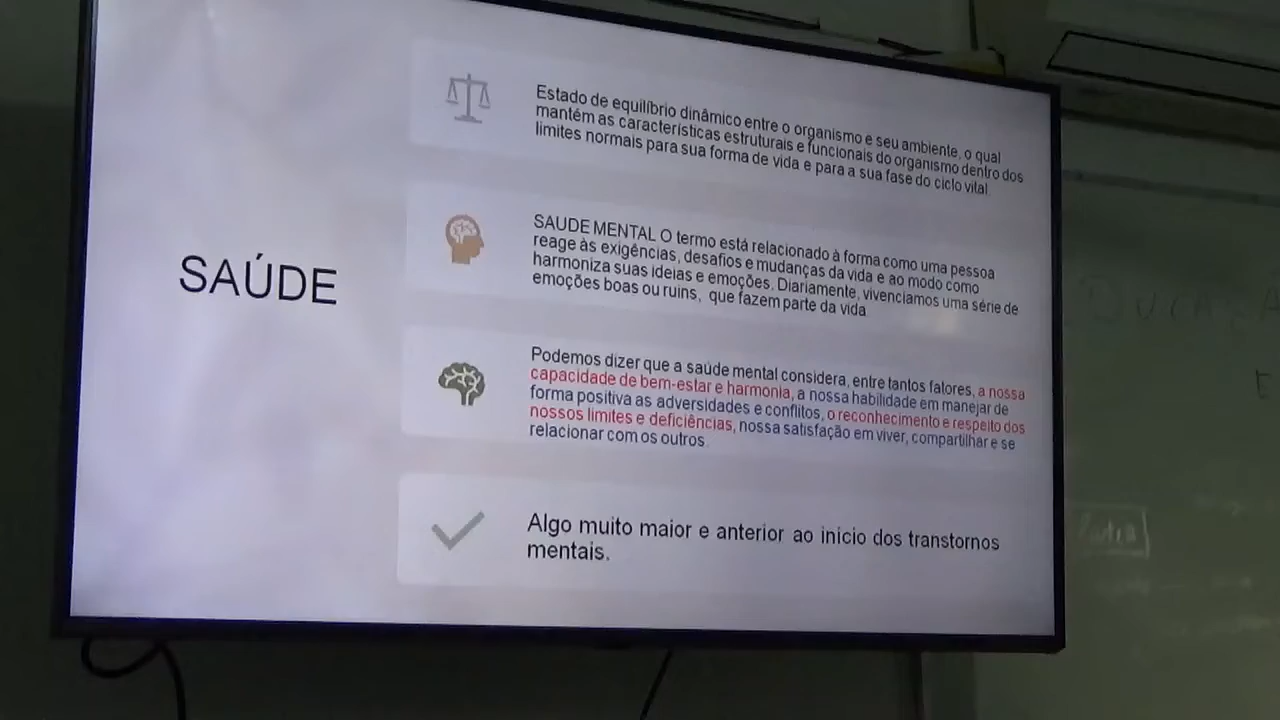 SAÚDE
Estado de equilíbrio dinâmico entre o organismo e seu ambiente, o qual
mantém as características estruturais e funcionais do organismo dentro dos
limites normais para sua forma de vida e para a sua fase do ciclo vital.
SAUDE MENTAL O termo está relacionado à forma como uma pessoa
reage às exigências, desafios e mudanças da vida e ao modo como
harmoniza suas ideias e emoções. Diariamente, vivenciamos uma série de
emoções boas ou ruins, que fazem parte da vida.
Podemos dizer que a saúde mental considera, entre tantos fatores, a nossa
capacidade de bem-estar e harmonia, a nossa habilidade em manejar de
forma positiva as adversidades e conflitos, o reconhecimento e respeito dos
nossos limites e deficiências, nossa satisfação em viver, compartilhar e se
relacionar com os outros.
Algo muito maior e anterior ao início dos transtornos
mentais.